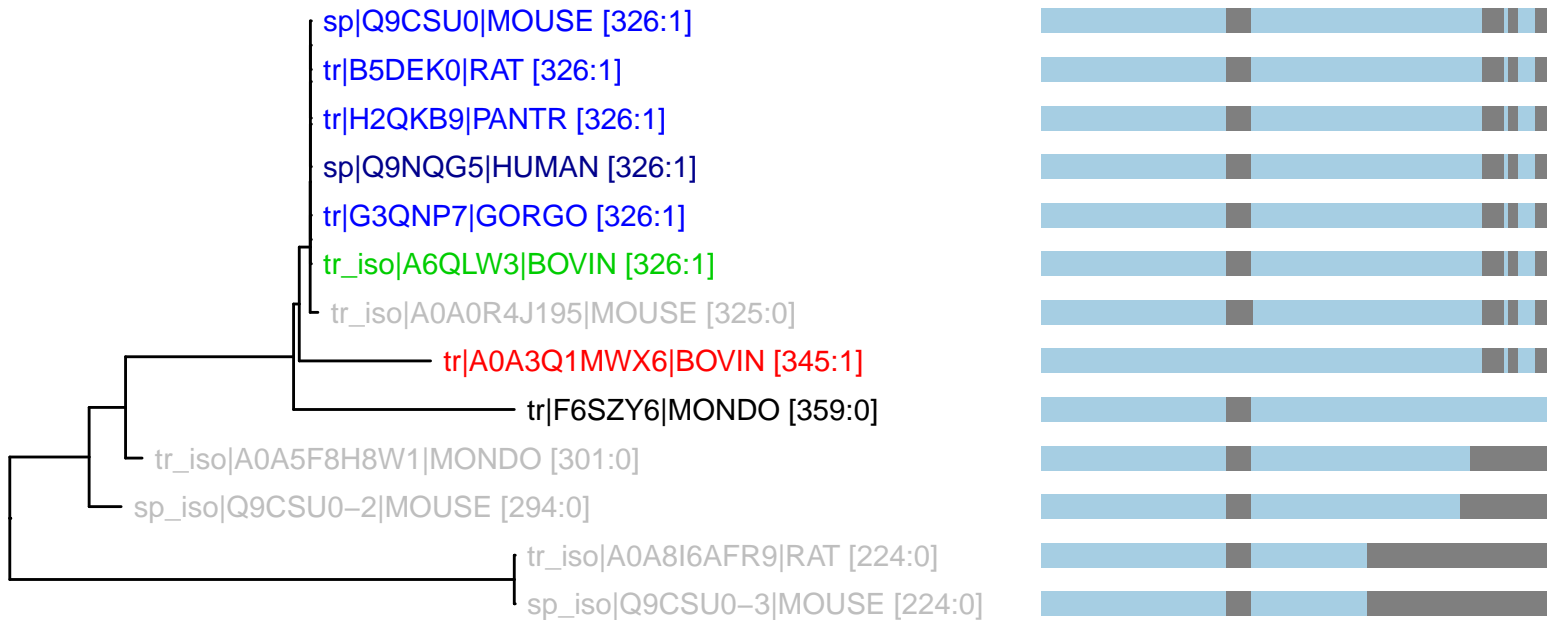 sp|Q9CSU0|MOUSE [326:1]
tr|B5DEK0|RAT [326:1]
tr|H2QKB9|PANTR [326:1]
sp|Q9NQG5|HUMAN [326:1]
tr|G3QNP7|GORGO [326:1]
tr_iso|A6QLW3|BOVIN [326:1]
tr_iso|A0A0R4J195|MOUSE [325:0]
tr|A0A3Q1MWX6|BOVIN [345:1]
tr|F6SZY6|MONDO [359:0]
tr_iso|A0A5F8H8W1|MONDO [301:0]
sp_iso|Q9CSU0−2|MOUSE [294:0]
tr_iso|A0A8I6AFR9|RAT [224:0]
sp_iso|Q9CSU0−3|MOUSE [224:0]